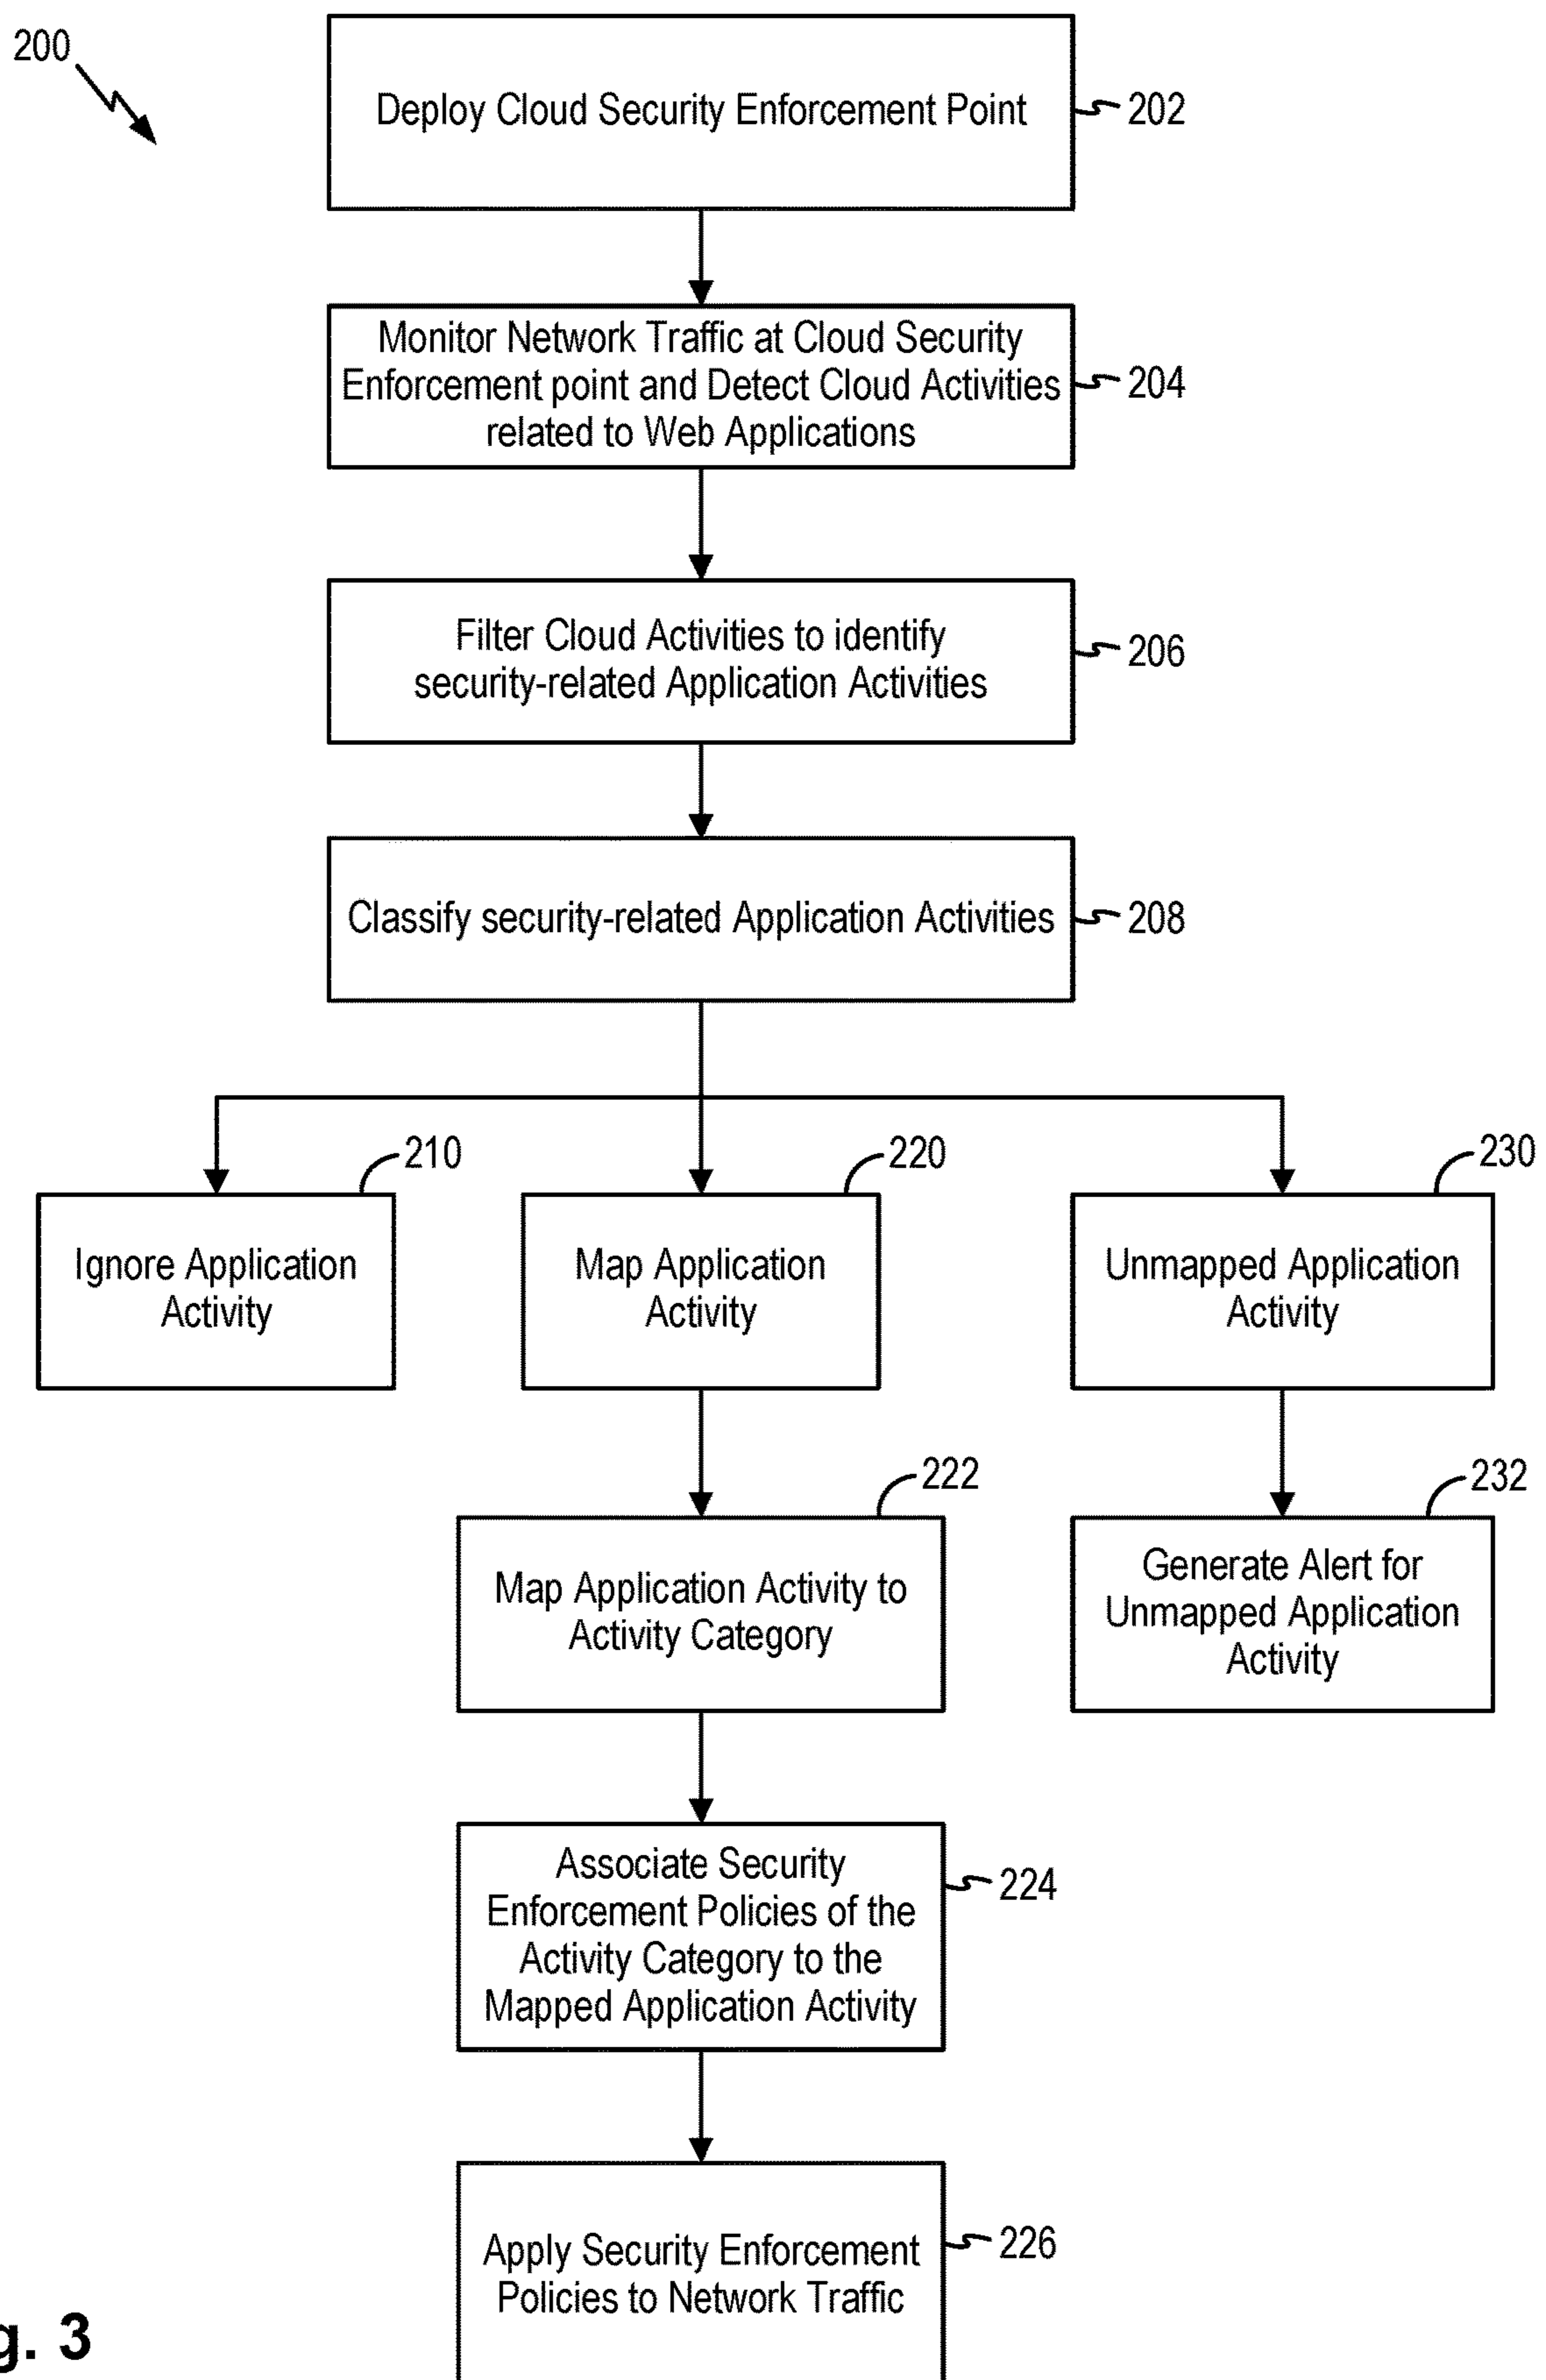 200
Deploy Cloud Security Enforcement Point
202
Monitor Network Traffic at Cloud Security
Enforcement point and Detect Cloud Activities
related to Web Applications
204
Filter Cloud Activities to identify
security-related Application Activities
206
Classify security-related Application Activities
208
210
Ignore Application
Activity
220
Map Application
Activity
230
Unmapped Application
Activity
222
Map Application Activity to
Activity Category
232
Generate Alert for
Unmapped Application
Activity
Associate Security
Enforcement Policies of the
Activity Category to the
Mapped Application Activity
224
Apply Security Enforcement
Policies to Network Traffic
226
g. 3